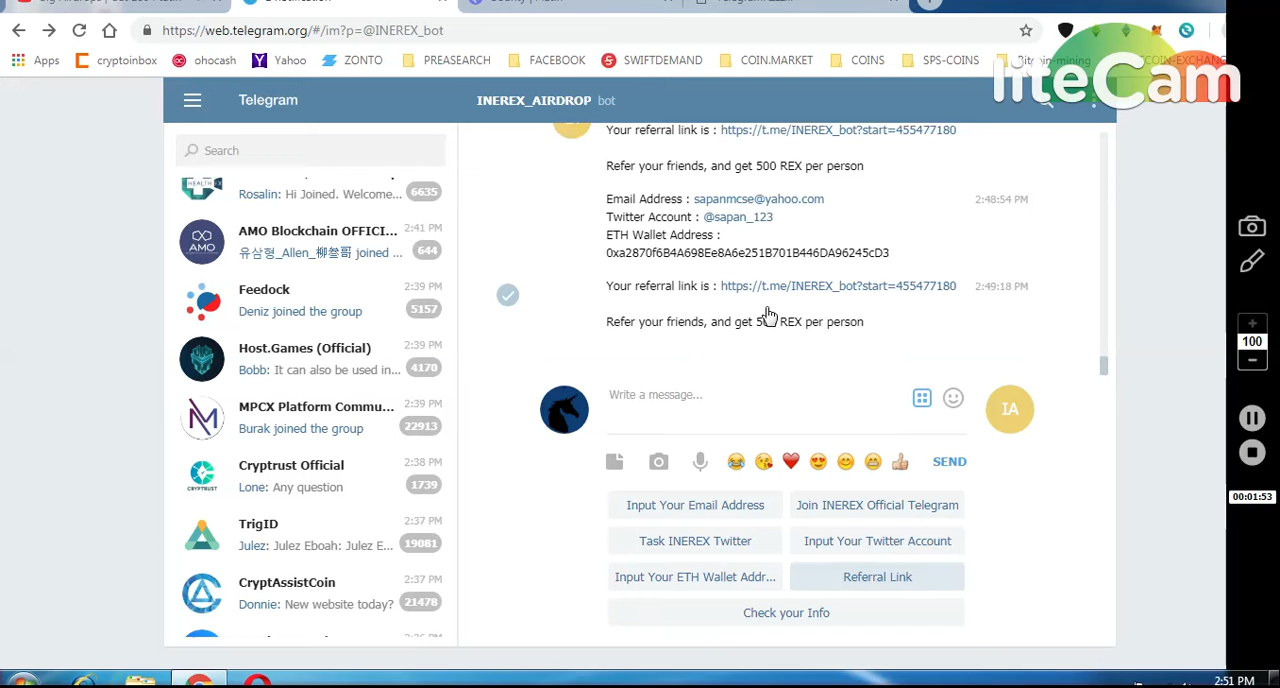 https://web.telegram.org/#/im?p=@INEREX_bot
Apps cryptoinbox ohocash Yahoo ZONTO PREASEARCH FACEBOOK SWIFTDEMAND COIN.MARKET COINS SPS-COINS
liteCam
Telegram
INEREX_AIRDROP bot
Search
Rosalin: Hi Joined. Welcome... 6635
AMO Blockchain OFFICI... 2:41 PM
유삼형_Allen_柳叁哥 joined ... 644
Feedock 2:39 PM
Deniz joined the group 5157
Host.Games (Official) 2:39 PM
Bobb: It can also be used in... 4170
MPCX Platform Commu... 2:39 PM
Burak joined the group 22913
Cryptrust Official 2:38 PM
Lone: Any question 1739
TrigID 2:37 PM
Julez: Julez Eboah: Julez E... 19081
CryptAssistCoin 2:37 PM
Donnie: New website today? 21478
Your referral link is : https://t.me/INEREX_bot?start=455477180
Refer your friends, and get 500 REX per person
Email Address : sapanmcse@yahoo.com 2:48:54 PM
Twitter Account : @sapan_123
ETH Wallet Address :
0xa2870f6B4A698Ee8A6e251B701B446DA96245cD3
Your referral link is : https://t.me/INEREX_bot?start=455477180 2:49:18 PM
Refer your friends, and get REX per person
Write a message...
IA
SEND
Input Your Email Address Join INEREX Official Telegram
Task INEREX Twitter Input Your Twitter Account
Input Your ETH Wallet Addr... Referral Link
Check your Info
100
00:01:53
2:51 PM